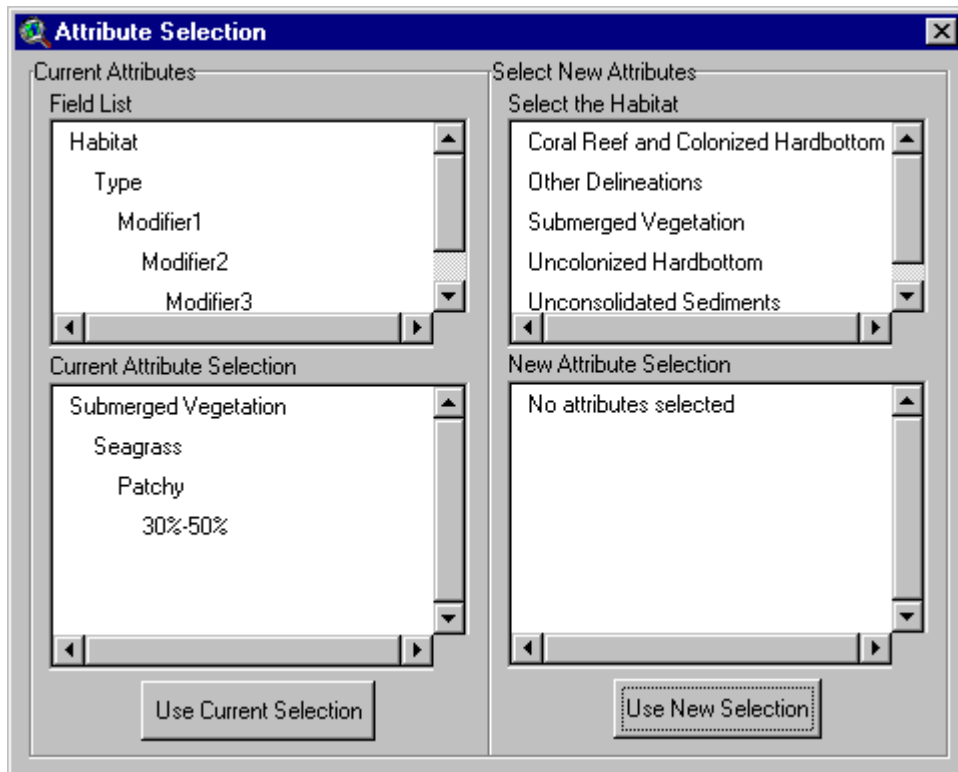 Attribute Selection
Current Attributes
Field List
Habitat
Type
Modifier1
Modifier2
Modifier3
Current Attribute Selection
Submerged Vegetation
Seagrass
Patchy
30%-50%
Use Current Selection
Select New Attributes
Select the Habitat
Coral Reef and Colonized Hardbottom
Other Delineations
Submerged Vegetation
Uncolonized Hardbottom
Unconsolidated Sediments
New Attribute Selection
No attributes selected
Use New Selection